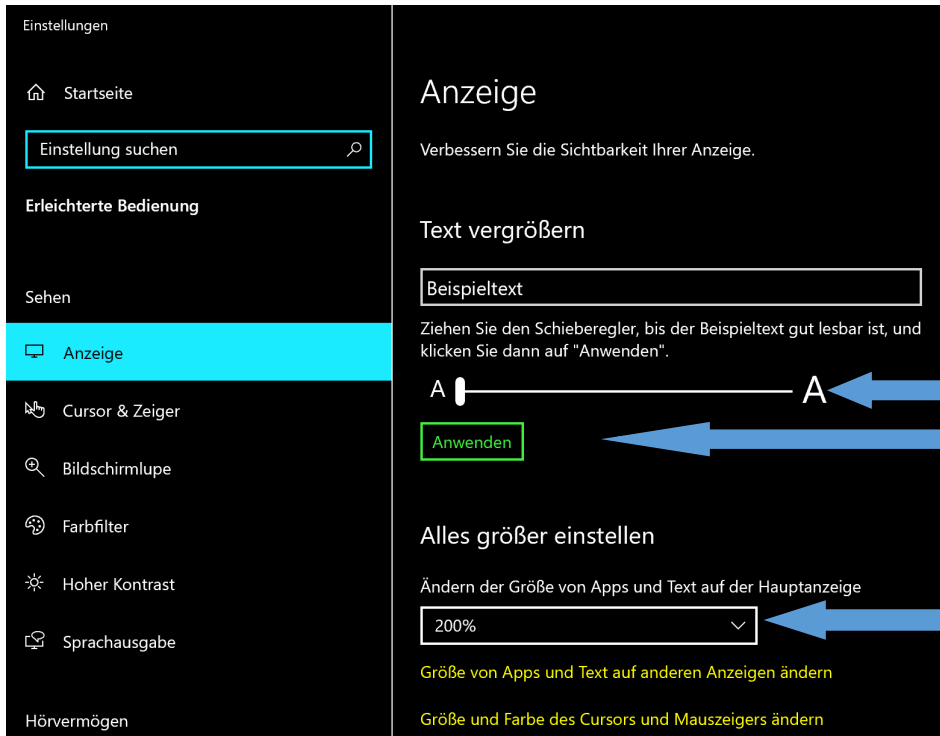 Einstellungen
Startseite
Einstellung suchen
Erleichterte Bedienung
Sehen
Anzeige
Cursor & Zeiger
Bildschirmlupe
Farbfilter
Hoher Kontrast
Sprachausgabe
Hörvermögen
Anzeige
Verbessern Sie die Sichtbarkeit Ihrer Anzeige.
Text vergrößern
Beispieltext
Ziehen Sie den Schieberegler, bis der Beispieltext gut lesbar ist, und
klicken Sie dann auf "Anwenden".
A A
Anwenden
Alles größer einstellen
Ändern der Größe von Apps und Text auf der Hauptanzeige
200%
Größe von Apps und Text auf anderen Anzeigen ändern
Größe und Farbe des Cursors und Mauszeigers ändern